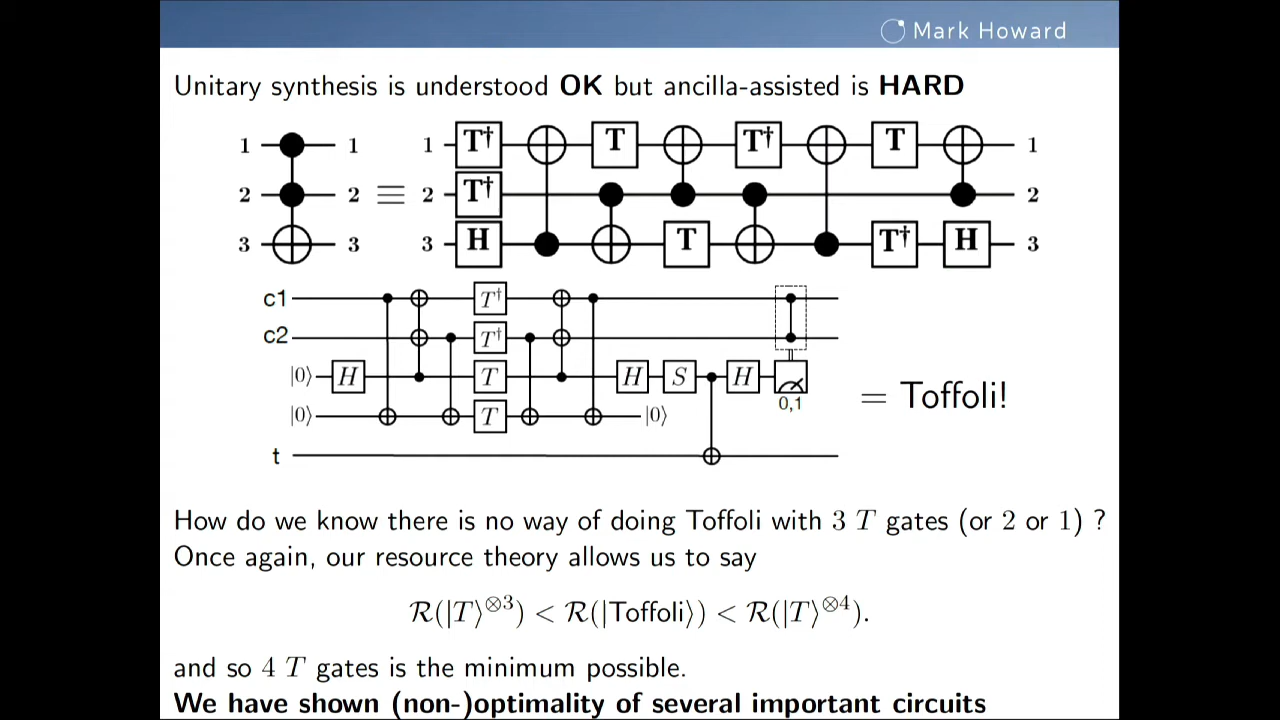 Mark Howard
Unitary synthesis is understood OK but ancilla-assisted is HARD
1 1 1 T† T T† T 1
2 2 ≡ 2 T† 2
3 3 3 H T T† H 3
c1 T†
c2 T†
|0⟩ H T H S H 0,1
|0⟩ T |0⟩
= Toffoli!
t
How do we know there is no way of doing Toffoli with 3 T gates (or 2 or 1) ?
Once again, our resource theory allows us to say
R(|T⟩⊗3) < R(|Toffoli⟩) < R(|T⟩⊗4).
and so 4 T gates is the minimum possible.
We have shown (non-)optimality of several important circuits